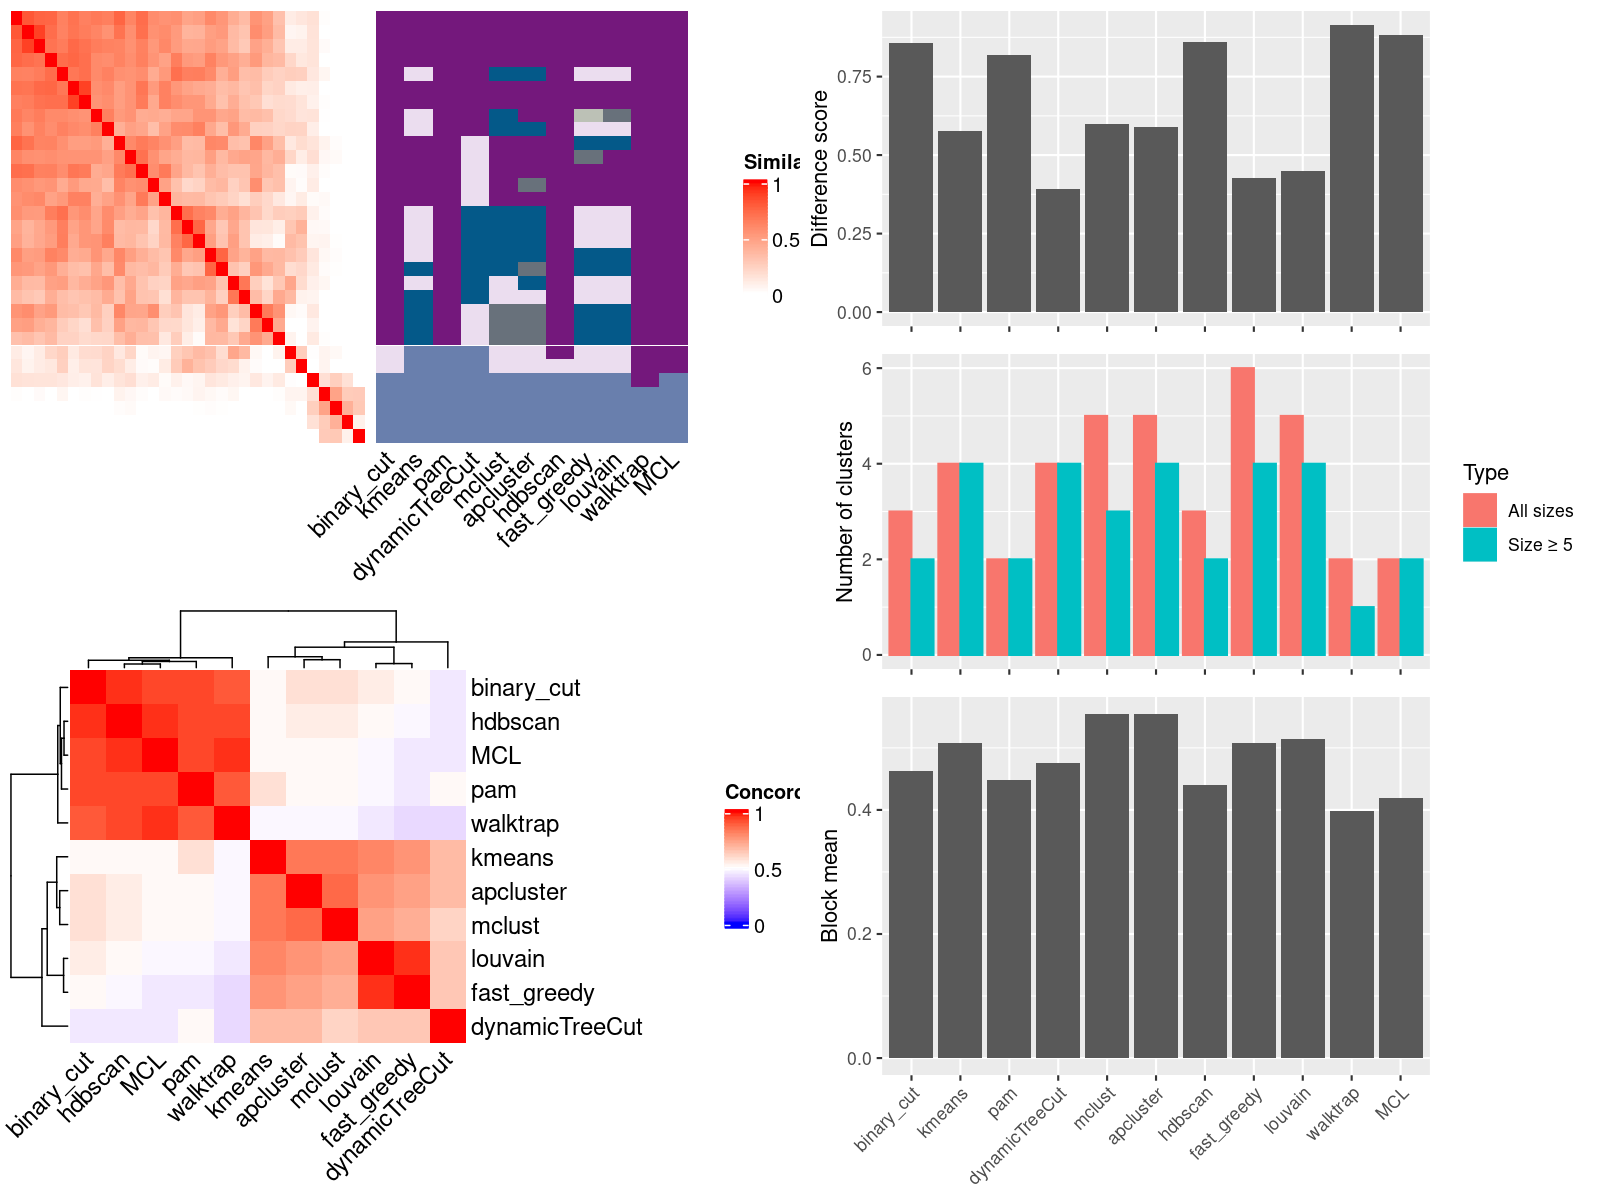 Simila
1
0.5
0
binary_cut
kmeans
pam
dynamicTreeCut
mclust
apcluster
hdbscan
fast_greedy
louvain
walktrap
MCL
binary_cut
hdbscan
MCL
pam
walktrap
kmeans
apcluster
mclust
louvain
fast_greedy
dynamicTreeCut
binary_cut
hdbscan
MCL
pam
walktrap
kmeans
apcluster
mclust
louvain
fast_greedy
dynamicTreeCut
Concord
1
0.5
0
Difference score
0.75
0.50
0.25
0.00
Number of clusters
6
4
2
0
Type
All sizes
Size ≥ 5
Block mean
0.4
0.2
0.0
binary_cut
kmeans
pam
dynamicTreeCut
mclust
apcluster
hdbscan
fast_greedy
louvain
walktrap
MCL